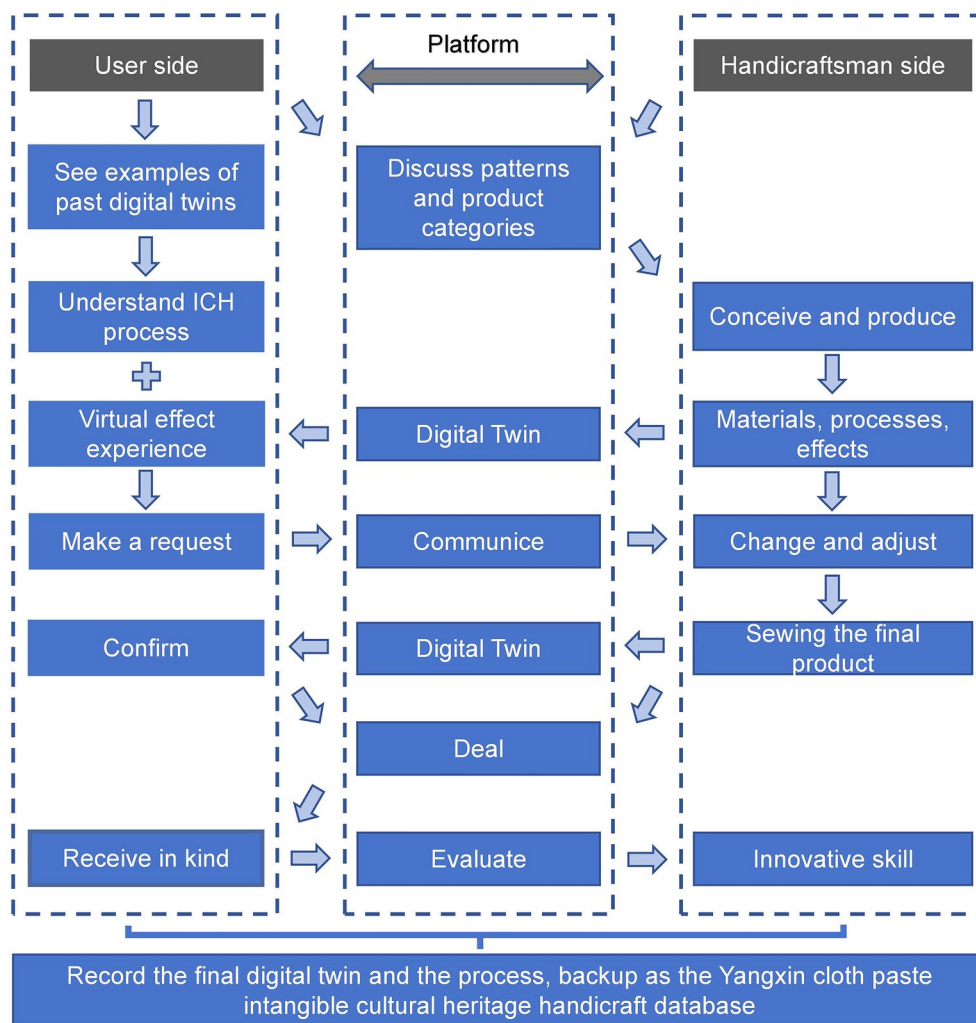 Platform
User side
Handicraftsman side
See examples of
past digital twins
Discuss patterns
and product
categories
Understand ICH
process
Conceive and produce
Virtual effect
experience
Digital Twin
Materials, processes,
effects
Make a request
Communice
Change and adjust
Confirm
Digital Twin
Sewing the final
product
Deal
Receive in kind
Evaluate
Innovative skill
Record the final digital twin and the process, backup as the Yangxin cloth paste
intangible cultural heritage handicraft database